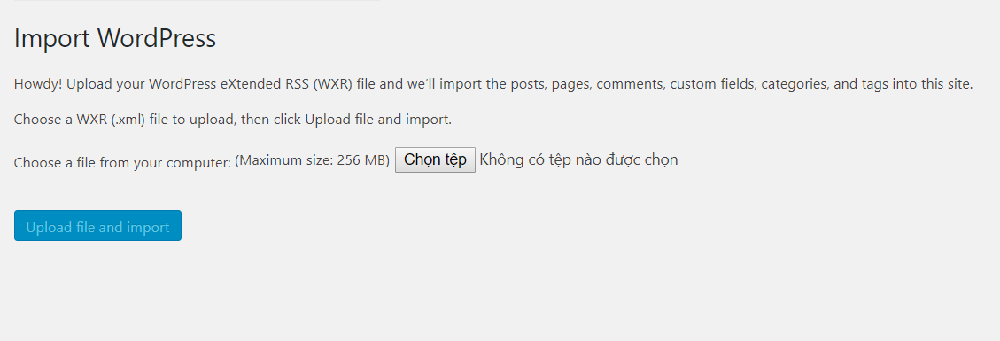 Import WordPress
Howdy! Upload your WordPress eXtended RSS (WXR) file and we’ll import the posts, pages, comments, custom fields, categories, and tags into this site.
Choose a WXR (.xml) file to upload, then click Upload file and import.
Choose a file from your computer: (Maximum size: 256 MB) Chọn tệp Không có tệp nào được chọn
Upload file and import